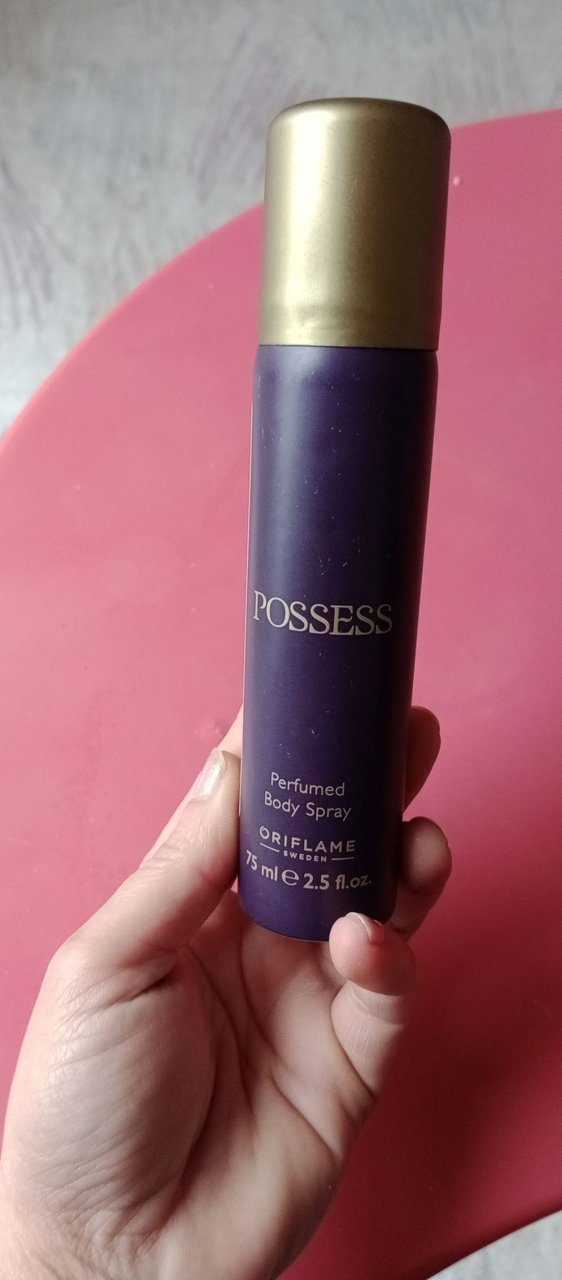 POSSESS
Perfumed
Body Spray
ORIFLAME
SWEDEN
75 ml e 2.5 fl.oz.